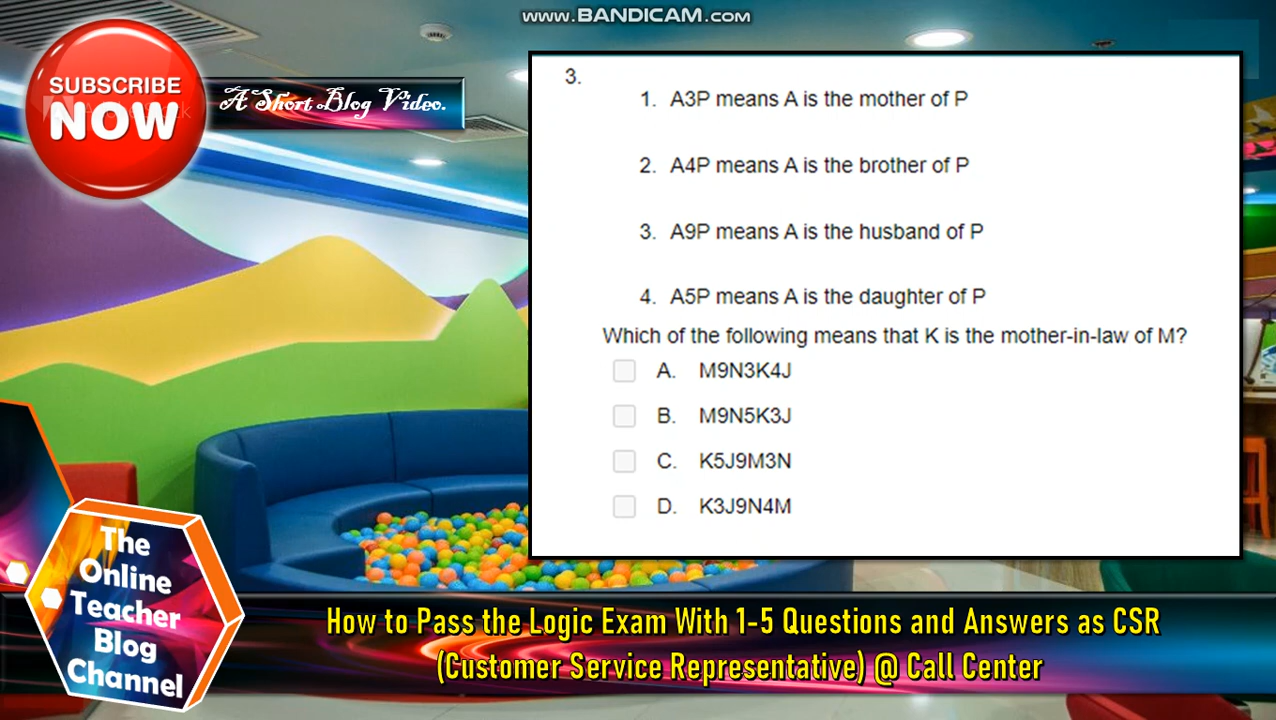 www.BANDICAM.com
SUBSCRIBE
NOW
A Short Blog Video.
3.
1. A3P means A is the mother of P
2. A4P means A is the brother of P
3. A9P means A is the husband of P
4. A5P means A is the daughter of P
Which of the following means that K is the mother-in-law of M?
A. M9N3K4J
B. M9N5K3J
C. K5J9M3N
D. K3J9N4M
The
Online
Teacher
Blog
Channel
How to Pass the Logic Exam With 1-5 Questions and Answers as CSR
(Customer Service Representative) @ Call Center